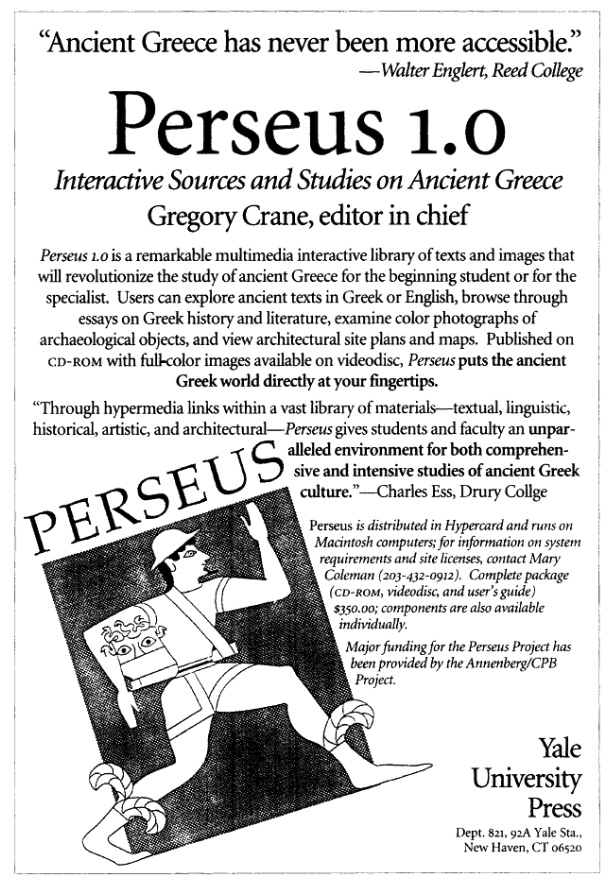 “Ancient Greece has never been more accessible.”
—Walter Englert, Reed College
Perseus 1.0
Interactive Sources and Studies on Ancient Greece
Gregory Crane, editor in chief
Perseus 1.0 is a remarkable multimedia interactive library of texts and images that
will revolutionize the study of ancient Greece for the beginning student or for the
specialist. Users can explore ancient texts in Greek or English, browse through
essays on Greek history and literature, examine color photographs of
archaeological objects, and view architectural site plans and maps. Published on
CD-ROM with full-color images available on videodisc, Perseus puts the ancient
Greek world directly at your fingertips.
“Through hypermedia links within a vast library of materials—textual, linguistic,
historical, artistic, and architectural—Perseus gives students and faculty an unpar-
alleled environment for both comprehen-
sive and intensive studies of ancient Greek
culture.”—Charles Ess, Drury Collge
PERSEUS
Perseus is distributed in Hypercard and runs on
Macintosh computers; for information on system
requirements and site licenses, contact Mary
Coleman (203-432-0912). Complete package
(CD-ROM, videodisc, and user's guide)
$350.00; components are also available
individually.
Major funding for the Perseus Project has
been provided by the Annenberg/CPB
Project.
Yale
University
Press
Dept. 821, 92A Yale Sta.,
New Haven, CT 06520